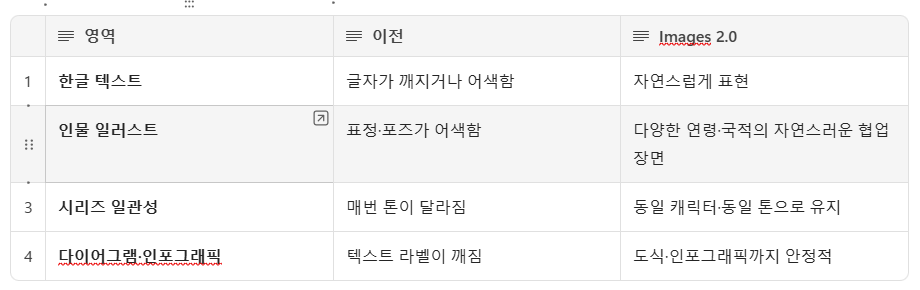 영역 이전 Images 2.0
1 한글 텍스트 글자가 깨지거나 어색함 자연스럽게 표현
인물 일러스트 표정·포즈가 어색함 다양한 연령·국적의 자연스러운 협업
장면
3 시리즈 일관성 매번 톤이 달라짐 동일 캐릭터·동일 톤으로 유지
4 다이어그램·인포그래픽 텍스트 라벨이 깨짐 도식·인포그래픽까지 안정적